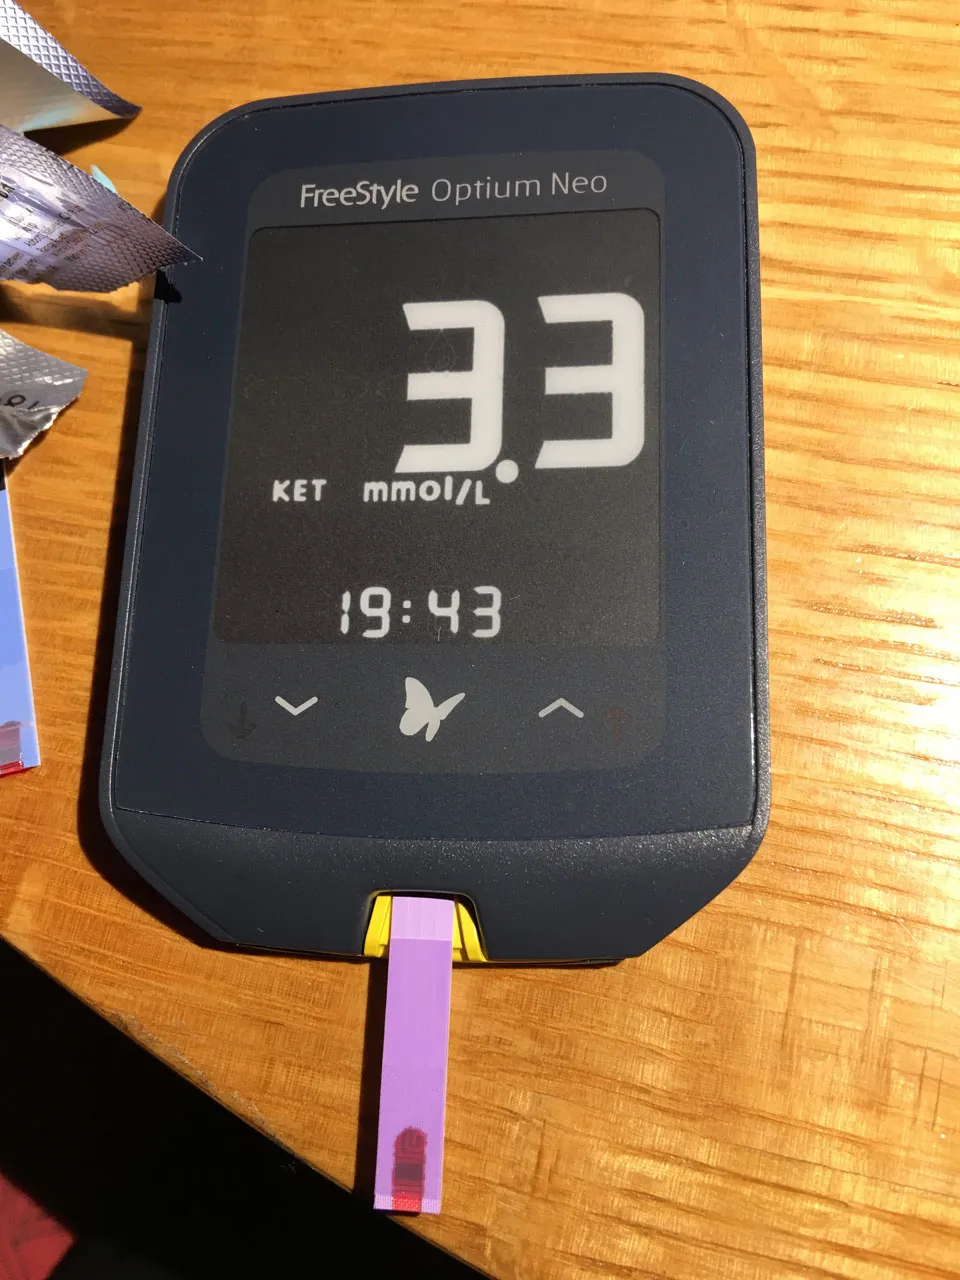 FreeStyle Optium Neo
3.3
KET mmol/L
19:43